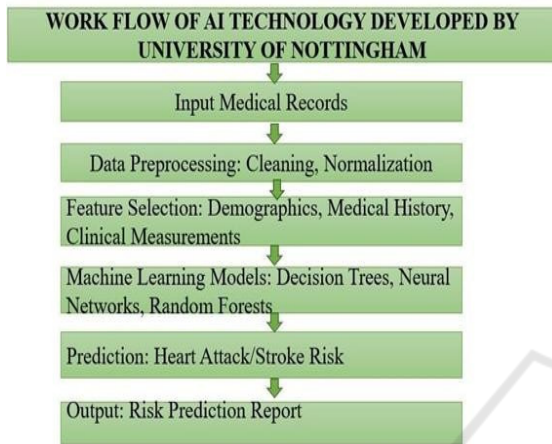 WORK FLOW OF AI TECHNOLOGY DEVELOPED BY
UNIVERSITY OF NOTTINGHAM
Input Medical Records
Data Preprocessing: Cleaning, Normalization
Feature Selection: Demographics, Medical History,
Clinical Measurements
Machine Learning Models: Decision Trees, Neural
Networks, Random Forests
Prediction: Heart Attack/Stroke Risk
Output: Risk Prediction Report